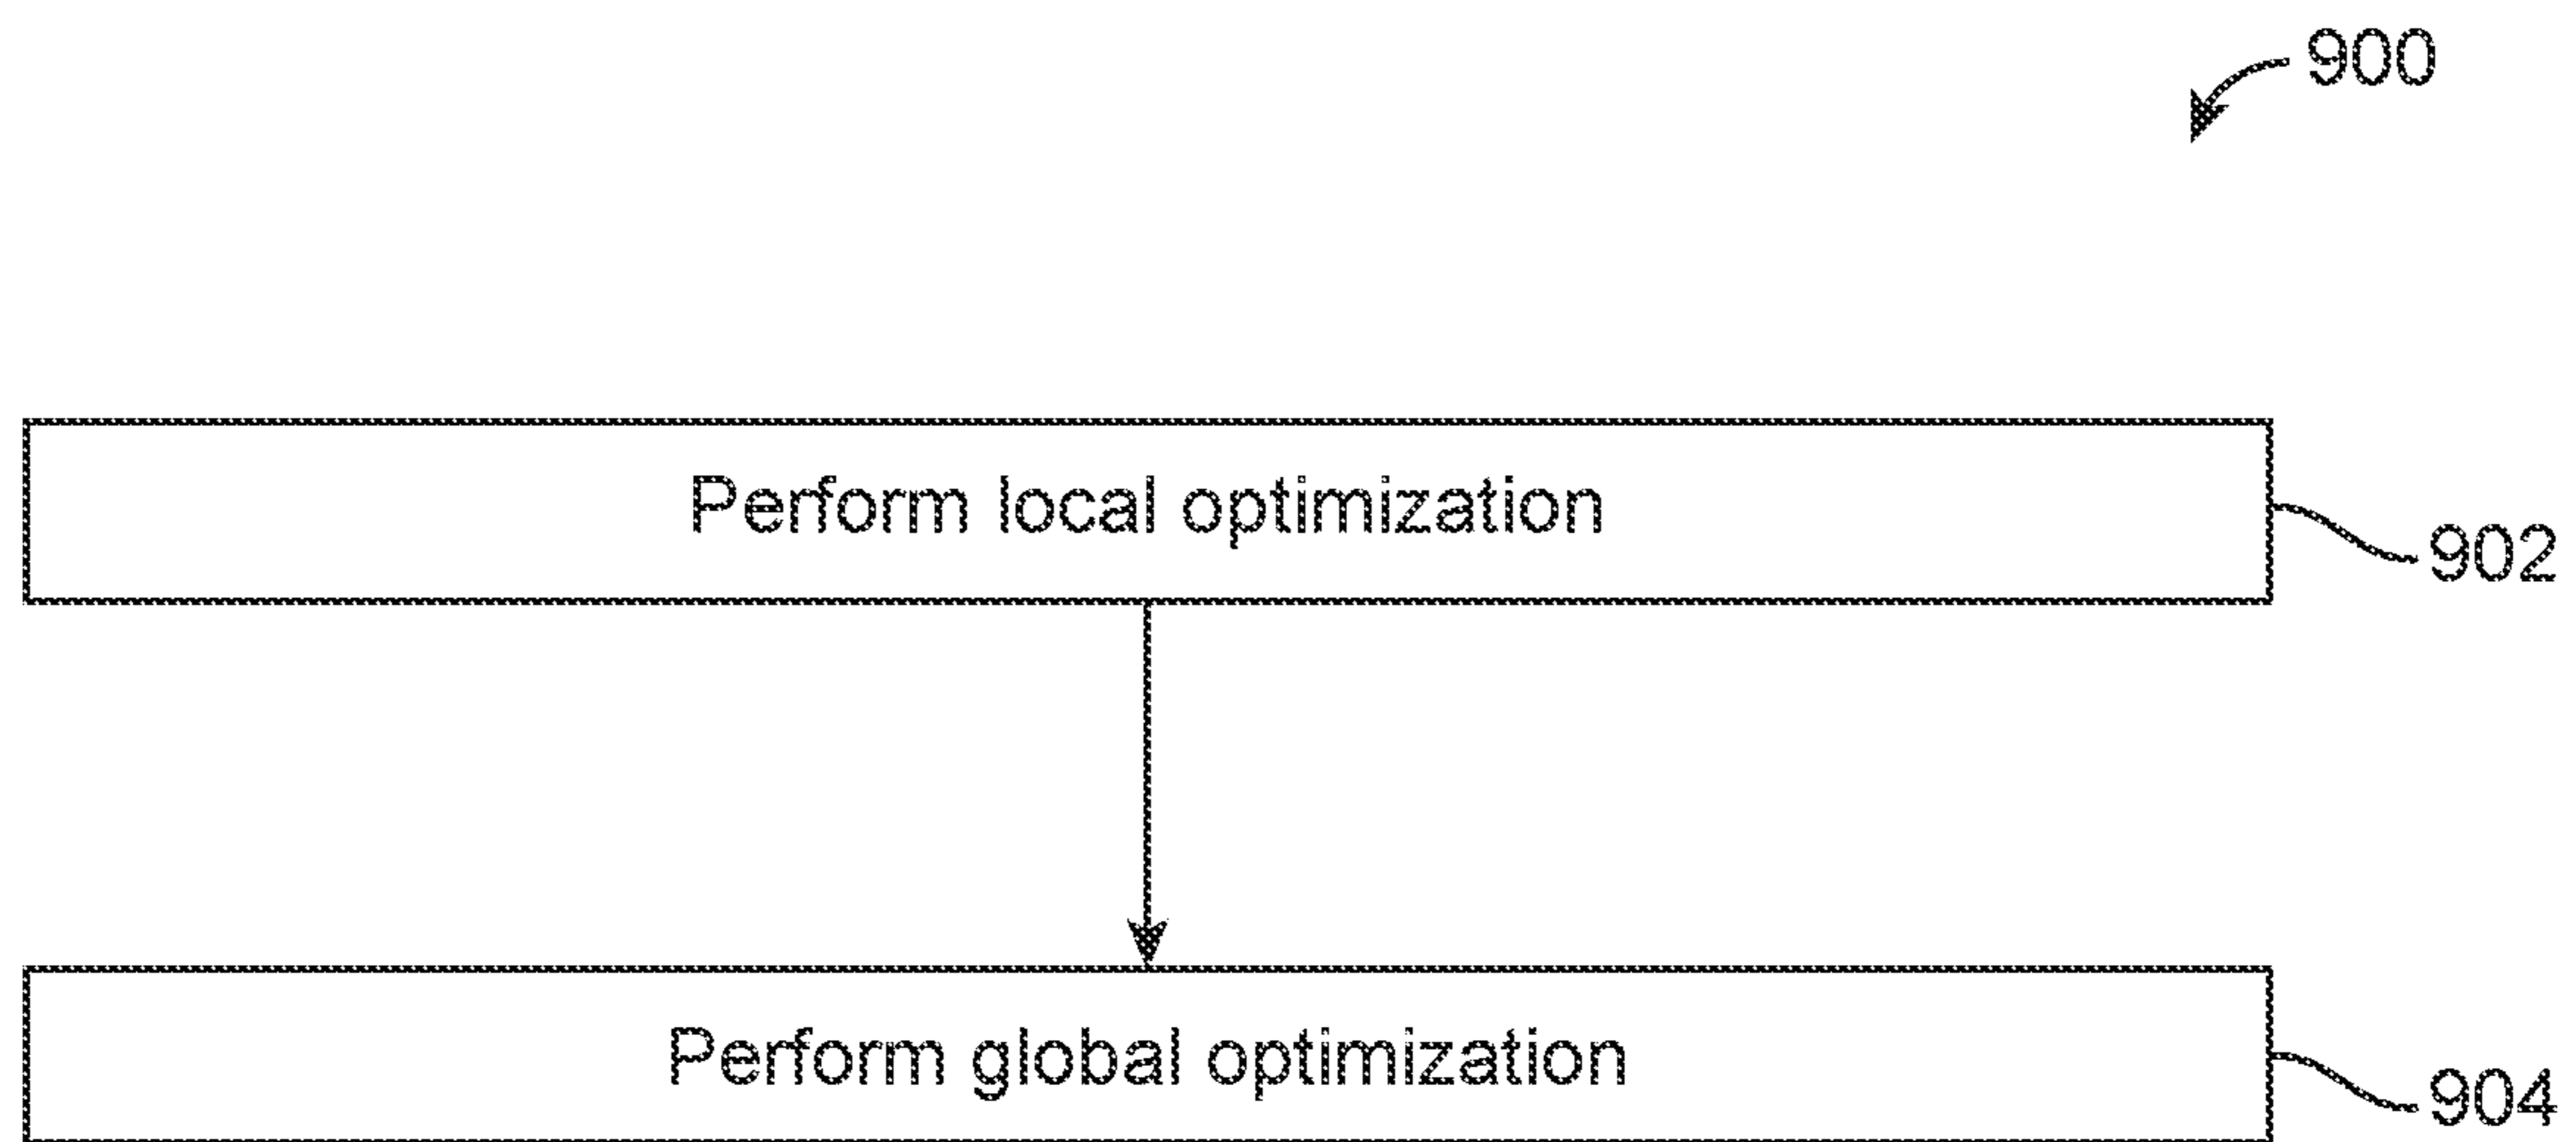 900
Perform local optimization
902
Perform global optimization
904